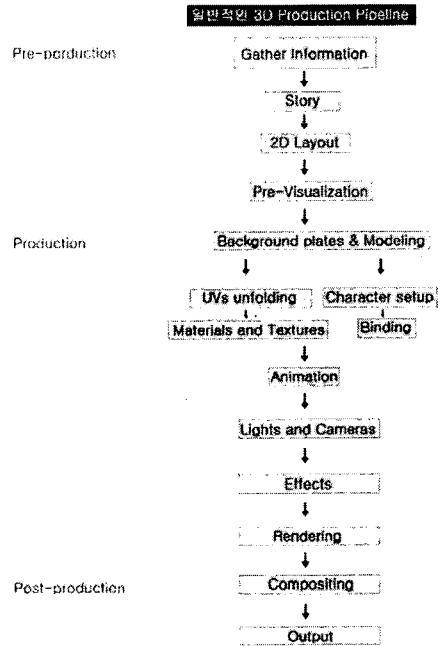 일반적인 3D Production Pipeline
Pre-porduction
Gather Information
Story
2D Layout
Pre-Visualization
Production
Background plates & Modeling
UVs unfolding
Character setup
Materials and Textures
Binding
Animation
Lights and Cameras
Effects
Rendering
Post-production
Compositing
Output